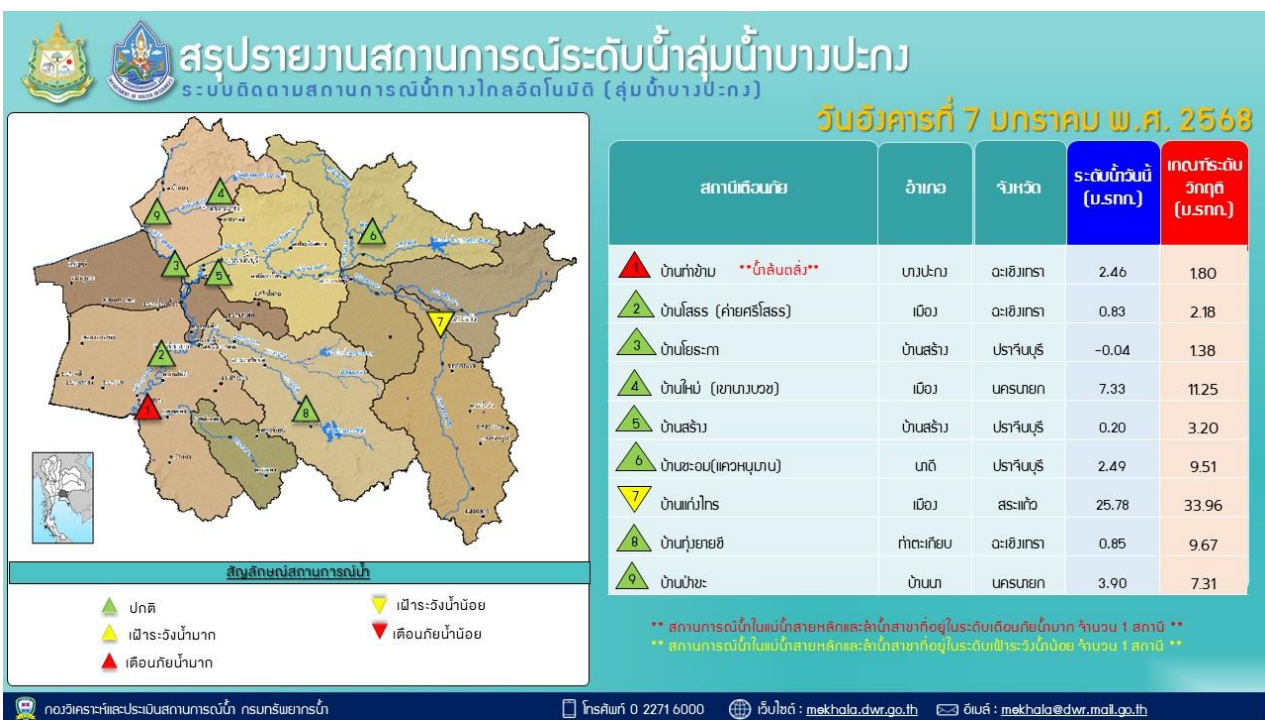 สรุปรายงานสถานการณ์ระดับน้ำลุ่มน้ำบางปะกง
ระบบติดตามสถานการณ์น้ำทางไกลอัตโนมัติ (ลุ่มน้ำบางปะกง)
วันอังคารที่ 7 มกราคม พ.ศ. 2568
สถานีเตือนภัย อำเภอ จังหวัด ระดับน้ำวันนี้ (ม.รทก.) เกณฑ์ระดับวิกฤติ (ม.รทก.)
1 บ้านท่าข้าม **น้ำล้นตลิ่ง** บางปะกง ฉะเชิงเทรา 2.46 1.80
2 บ้านโสธร (ค่ายศรีโสธร) เมือง ฉะเชิงเทรา 0.83 2.18
3 บ้านโยธะกา บ้านสร้าง ปราจีนบุรี -0.04 1.38
4 บ้านใหม่ (เขานางบวช) เมือง นครนายก 7.33 11.25
5 บ้านสร้าง บ้านสร้าง ปราจีนบุรี 0.20 3.20
6 บ้านชะอม(แควหนุมาน) นาดี ปราจีนบุรี 2.49 9.51
7 บ้านแก่งไทร เมือง สระแก้ว 25.78 33.96
8 บ้านทุ่งยายชี ท่าตะเกียบ ฉะเชิงเทรา 0.85 9.67
9 บ้านป่าขะ บ้านนา นครนายก 3.90 7.31
4
9
6
3
5
7
2
1
8
สัญลักษณ์สถานการณ์น้ำ
ปกติ
เฝ้าระวังน้ำมาก
เตือนภัยน้ำมาก
เฝ้าระวังน้ำน้อย
เตือนภัยน้ำน้อย
** สถานการณ์น้ำในแม่น้ำสายหลักและลำน้ำสาขาที่อยู่ในระดับเตือนภัยน้ำมาก จำนวน 1 สถานี **
** สถานการณ์น้ำในแม่น้ำสายหลักและลำน้ำสาขาที่อยู่ในระดับเฝ้าระวังน้ำน้อย จำนวน 1 สถานี **
กองวิเคราะห์และประเมินสถานการณ์น้ำ กรมทรัพยากรน้ำ
โทรศัพท์ 0 2271 6000
เว็บไซต์ : mekhala.dwr.go.th
อีเมล์ : mekhala@dwr.mail.go.th